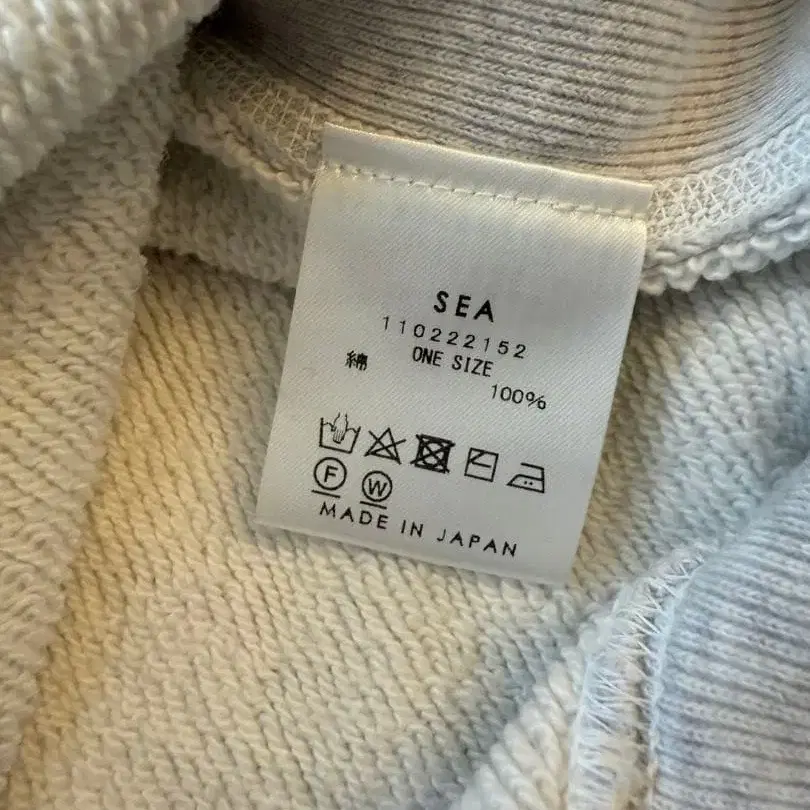 SEA
110222152
ONE SIZE
綿 100%
F
W
MADE IN JAPAN